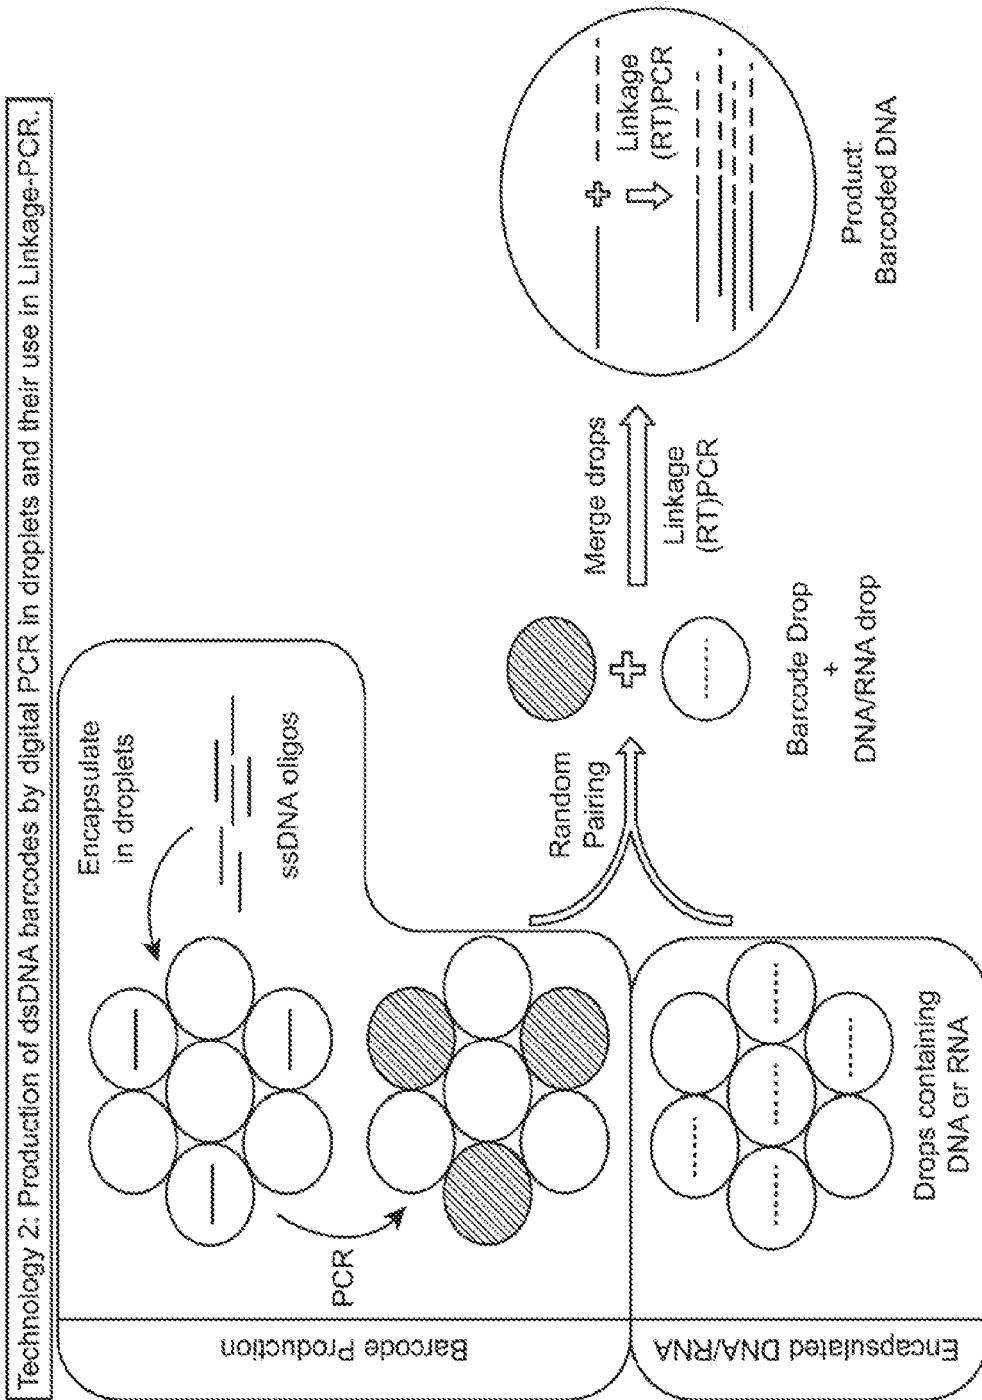 Technology 2: Production of dsDNA barcodes by digital PCR in droplets and their use in Linkage-PCR.
Barcode Production
Encapsulate
in droplets
ssDNA oligos
PCR
Encapsulated DNA/RNA
Drops containing
DNA or RNA
Random
Pairing
Barcode Drop
+
DNA/RNA drop
Merge drops
Linkage
(RT)PCR
Linkage
(RT)PCR
Product:
Barcoded DNA